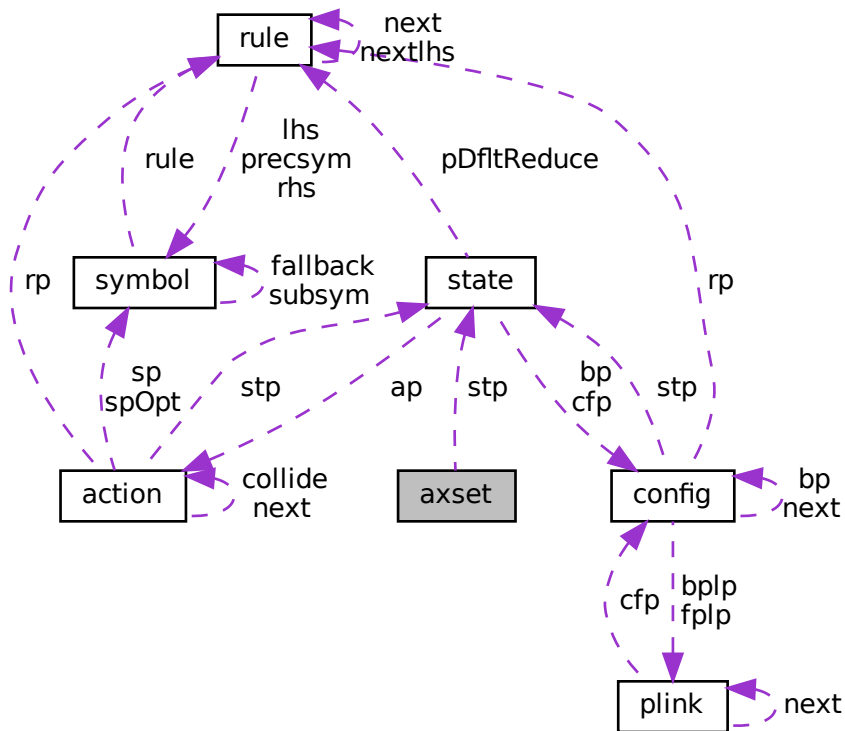 next
rule
nextlhs
lhs
rule
precsym
pDfltReduce
rhs
fallback
symbol
state
rp
rp
subsym
sp
bp
stp
ap
stp
stp
spOpt
cfp
collide
bp
action
axset
config
next
next
bplp
cfp
fplp
plink
next